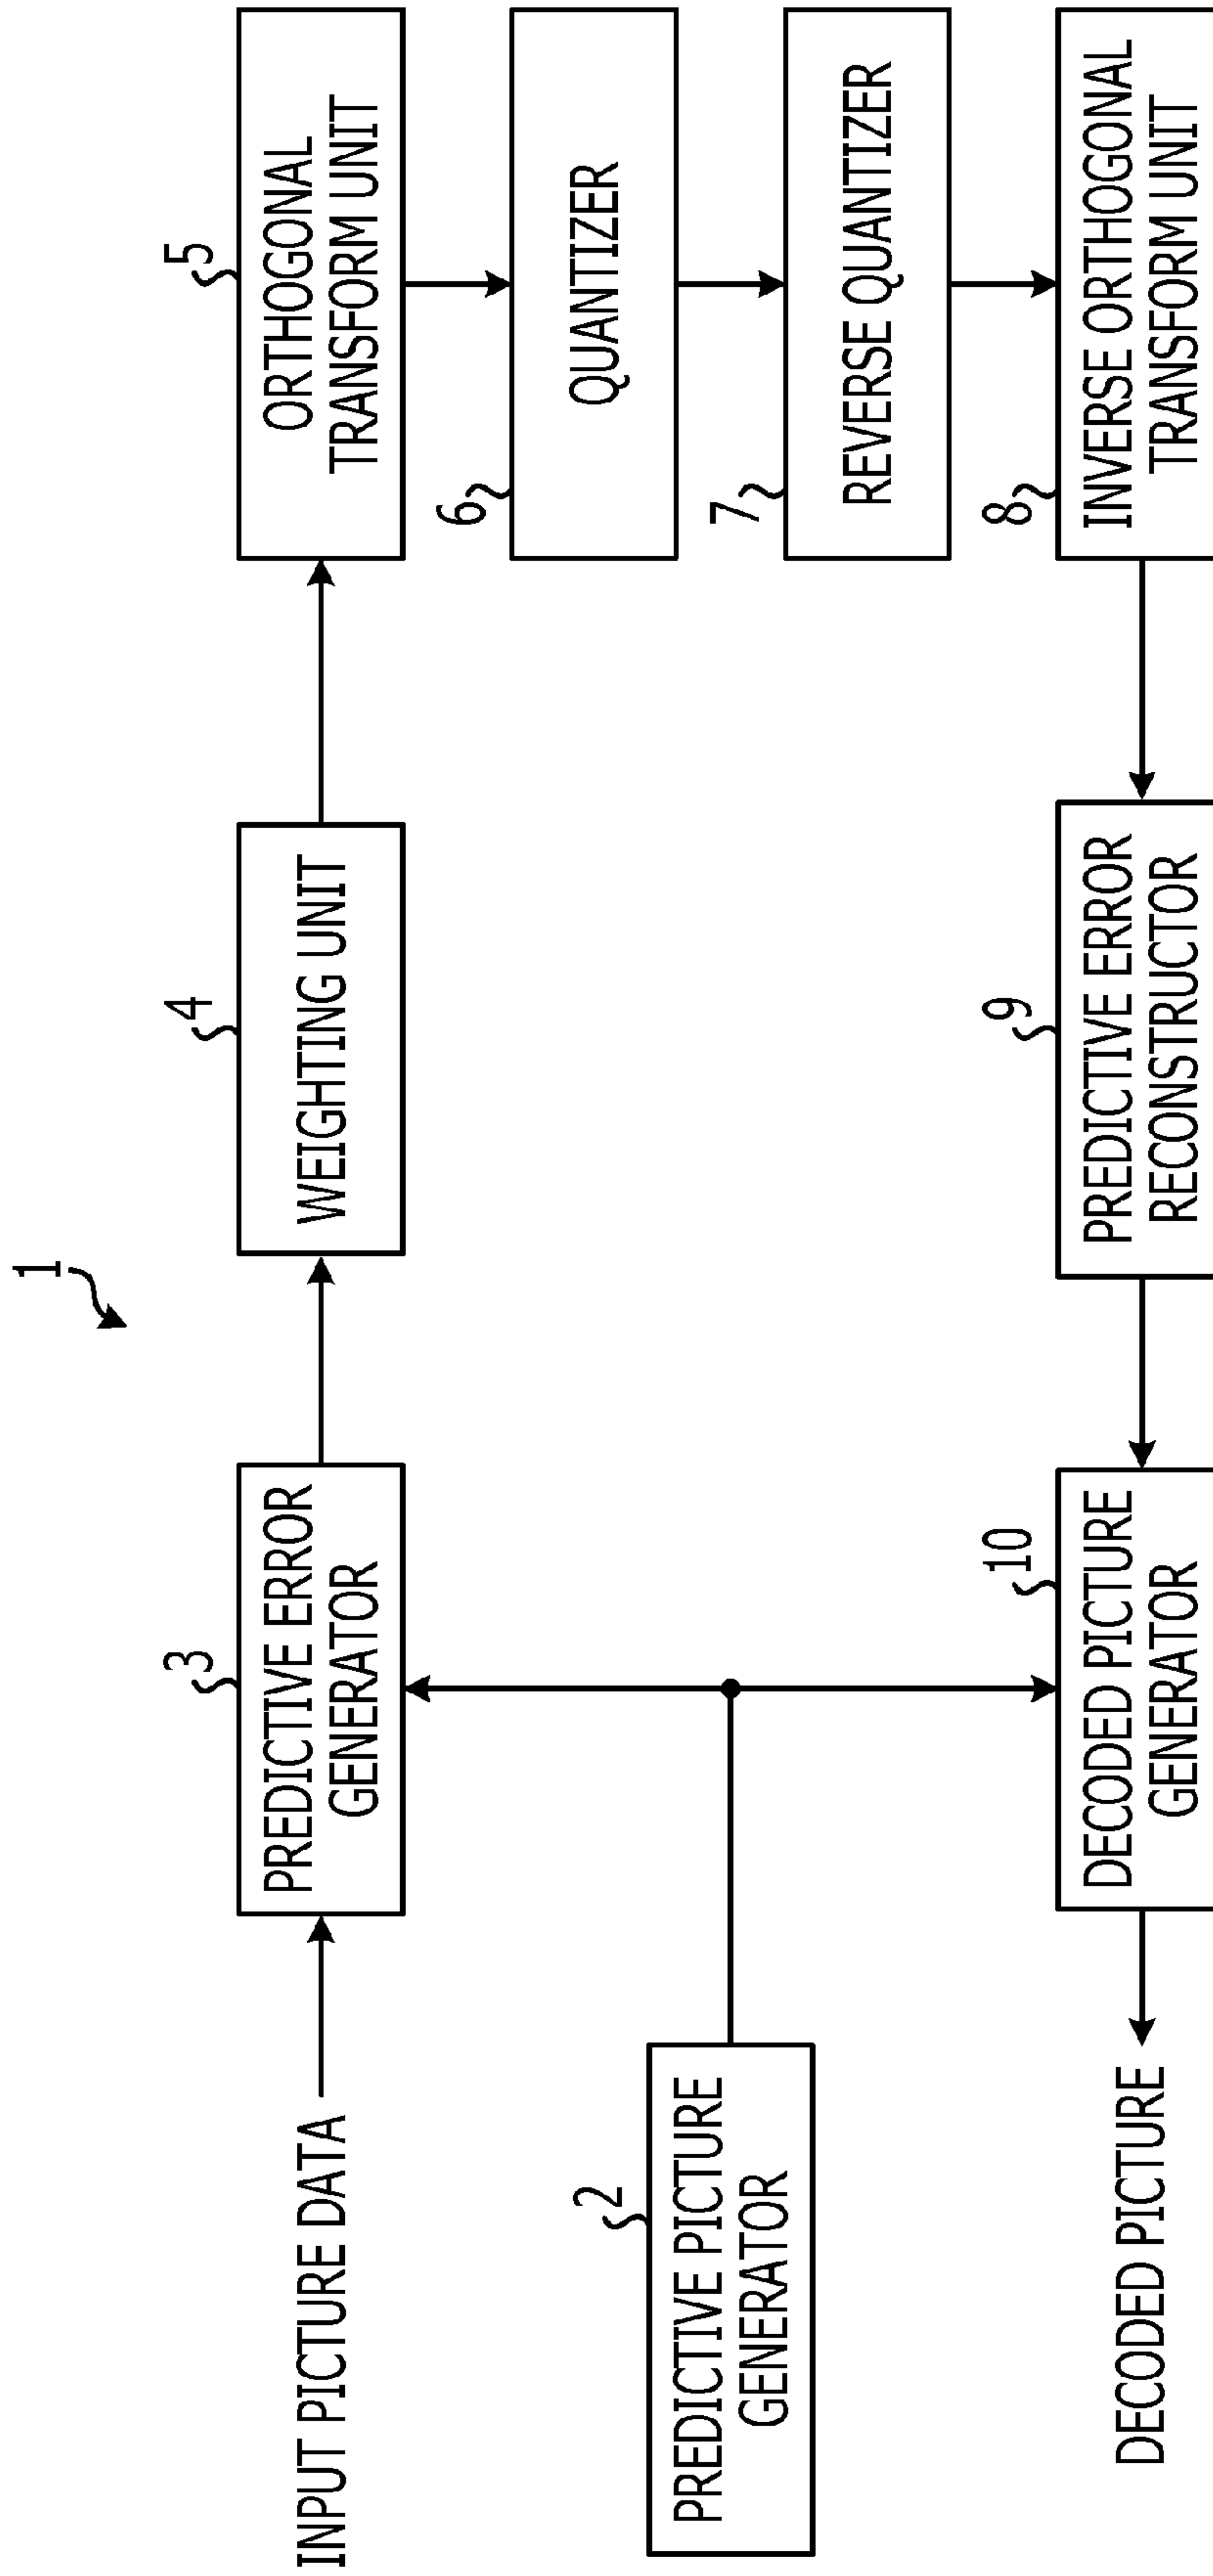 1
INPUT PICTURE DATA
3
PREDICTIVE ERROR
GENERATOR
4
WEIGHTING UNIT
5
ORTHOGONAL
TRANSFORM UNIT
6
QUANTIZER
2
PREDICTIVE PICTURE
GENERATOR
7
REVERSE QUANTIZER
DECODED PICTURE
10
DECODED PICTURE
GENERATOR
9
PREDICTIVE ERROR
RECONSTRUCTOR
8
INVERSE ORTHOGONAL
TRANSFORM UNIT